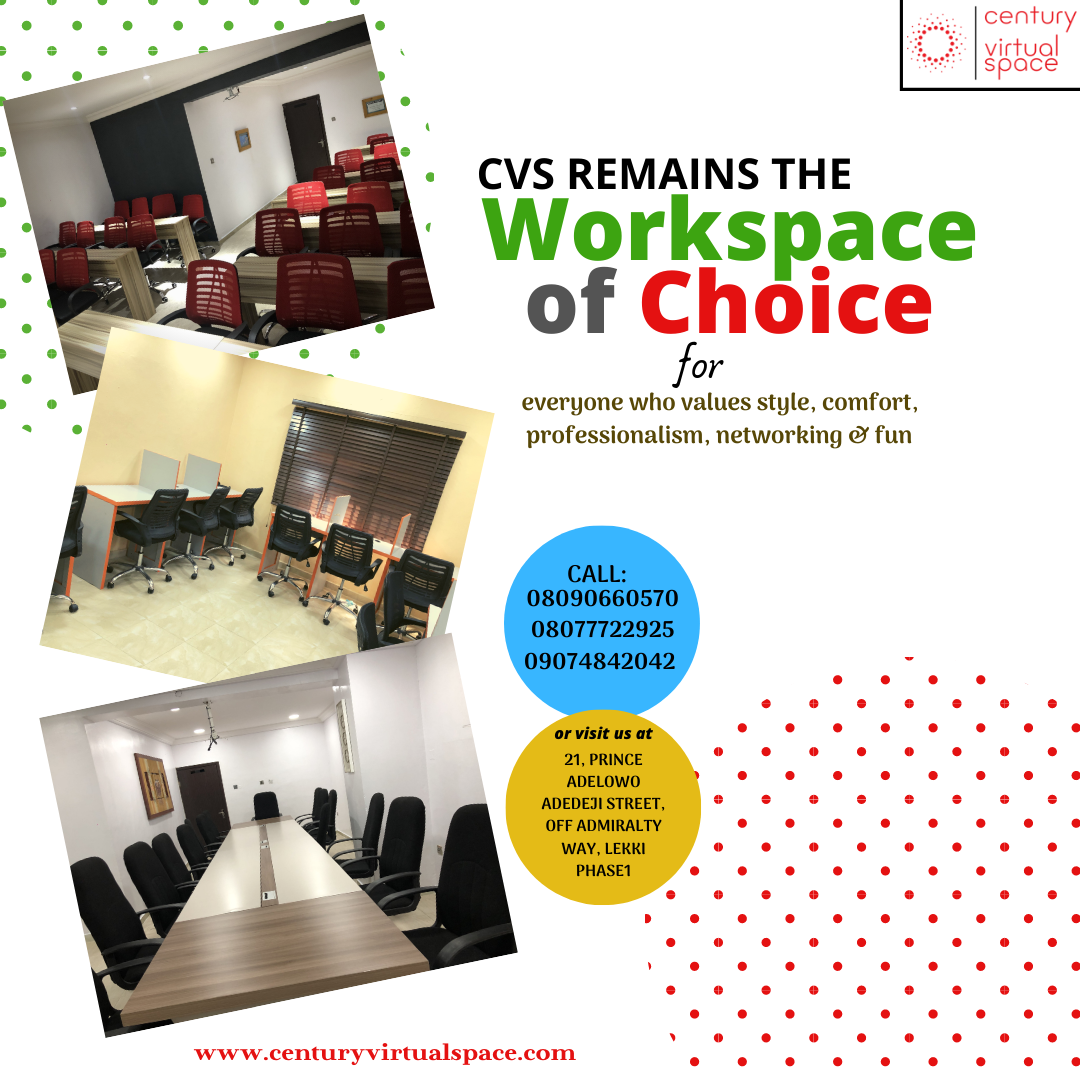 century
virtual
space
CVS REMAINS THE
Workspace
of Choice
for
everyone who values style, comfort,
professionalism, networking & fun
CALL:
08090660570
08077722925
09074842042
or visit us at
21, PRINCE
ADELOWO
ADEDEJI STREET,
OFF ADMIRALTY
WAY, LEKKI
PHASE1
www.centuryvirtualspace.com